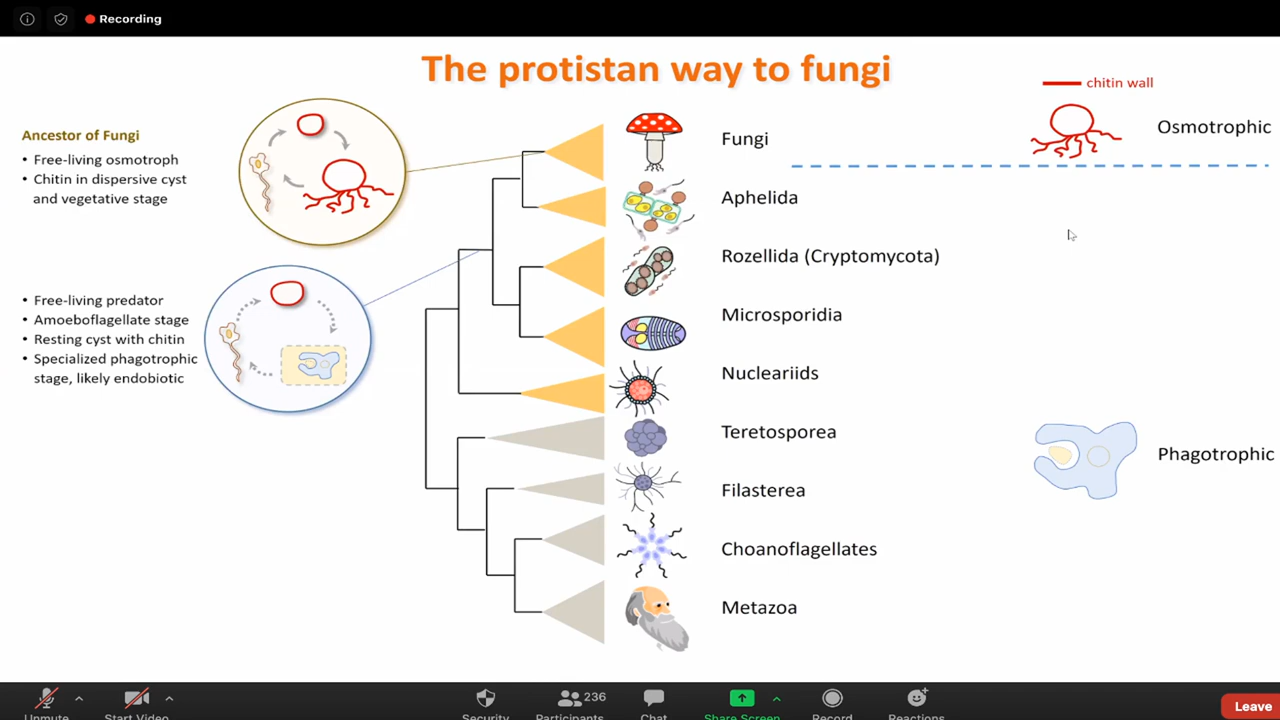 Recording
The protistan way to fungi
chitin wall
Osmotrophic
Ancestor of Fungi
• Free-living osmotroph
• Chitin in dispersive cyst
and vegetative stage
• Free-living predator
• Amoeboflagellate stage
• Resting cyst with chitin
• Specialized phagotrophic
stage, likely endobiotic
Fungi
Aphelida
Rozellida (Cryptomycota)
Microsporidia
Nucleariids
Teretosporea
Filasterea
Choanoflagellates
Metazoa
Phagotrophic
Unmute
Start Video
Security
Participants
236
Chat
Share Screen
Record
Reactions
Leave